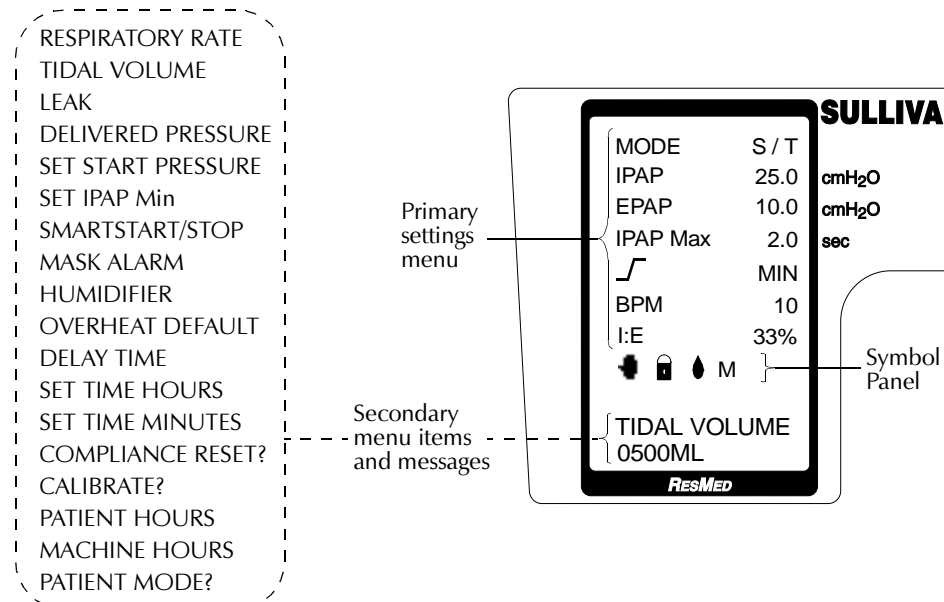 RESPIRATORY RATE
TIDAL VOLUME
LEAK
DELIVERED PRESSURE
SET START PRESSURE
SET IPAP Min
SMARTSTART/STOP
MASK ALARM
HUMIDIFIER
OVERHEAT DEFAULT
DELAY TIME
SET TIME HOURS
SET TIME MINUTES
COMPLIANCE RESET?
CALIBRATE?
PATIENT HOURS
MACHINE HOURS
PATIENT MODE?
Primary
settings
menu
Secondary
menu items
and messages
SULLIVA
MODE S / T
IPAP 25.0 cmH₂O
EPAP 10.0 cmH₂O
IPAP Max 2.0 sec
MIN
BPM 10
I:E 33%
M
Symbol
Panel
TIDAL VOLUME
0500ML
RESMED